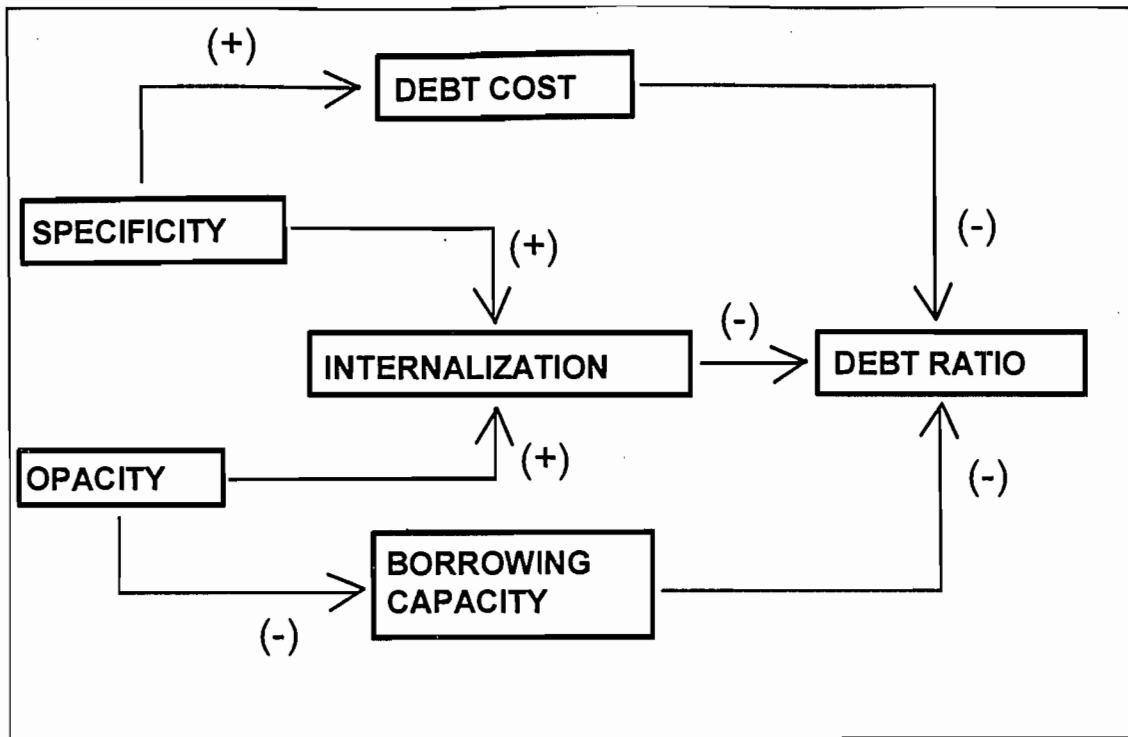 (+)
DEBT COST
SPECIFICITY
(+)
(-)
INTERNALIZATION
(-)
DEBT RATIO
OPACITY
(+)
(-)
BORROWING
CAPACITY
(-)